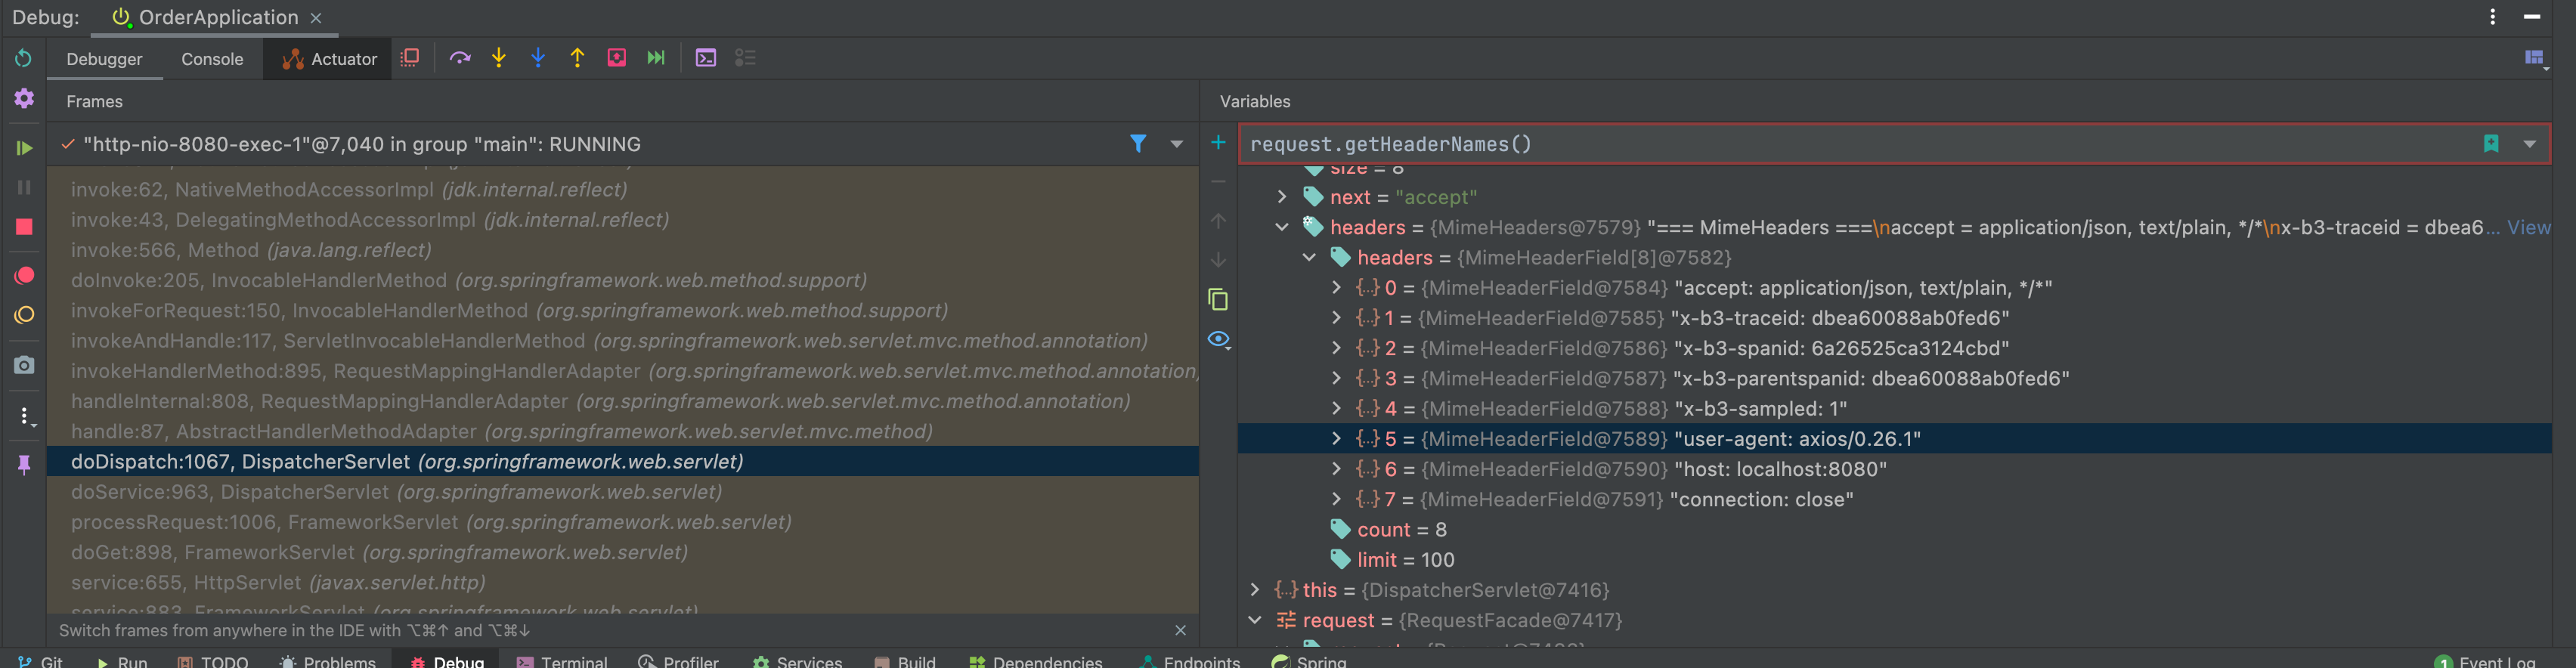 Debug: OrderApplication
Debugger Console Actuator
Frames
"http-nio-8080-exec-1"@7,040 in group "main": RUNNING
invoke:62, NativeMethodAccessorImpl (jdk.internal.reflect)
invoke:43, DelegatingMethodAccessorImpl (jdk.internal.reflect)
invoke:566, Method (java.lang.reflect)
doInvoke:205, InvocableHandlerMethod (org.springframework.web.method.support)
invokeForRequest:150, InvocableHandlerMethod (org.springframework.web.method.support)
invokeAndHandle:117, ServletInvocableHandlerMethod (org.springframework.web.servlet.mvc.method.annotation)
invokeHandlerMethod:895, RequestMappingHandlerAdapter (org.springframework.web.servlet.mvc.method.annotation)
handleInternal:808, RequestMappingHandlerAdapter (org.springframework.web.servlet.mvc.method.annotation)
handle:87, AbstractHandlerMethodAdapter (org.springframework.web.servlet.mvc.method)
doDispatch:1067, DispatcherServlet (org.springframework.web.servlet)
doService:963, DispatcherServlet (org.springframework.web.servlet)
processRequest:1006, FrameworkServlet (org.springframework.web.servlet)
doGet:898, FrameworkServlet (org.springframework.web.servlet)
service:655, HttpServlet (javax.servlet.http)
service:883, FrameworkServlet (org.springframework.web.servlet)
Switch frames from anywhere in the IDE with ⌥⌘↑ and ⌥⌘↓
Variables
request.getHeaderNames()
size = 8
next = "accept"
headers = {MimeHeaders@7579} "=== MimeHeaders ===\naccept = application/json, text/plain, */*\nx-b3-traceid = dbea6... View
headers = {MimeHeaderField[8]@7582}
{...} 0 = {MimeHeaderField@7584} "accept: application/json, text/plain, */*"
{...} 1 = {MimeHeaderField@7585} "x-b3-traceid: dbea60088ab0fed6"
{...} 2 = {MimeHeaderField@7586} "x-b3-spanid: 6a26525ca3124cbd"
{...} 3 = {MimeHeaderField@7587} "x-b3-parentspanid: dbea60088ab0fed6"
{...} 4 = {MimeHeaderField@7588} "x-b3-sampled: 1"
{...} 5 = {MimeHeaderField@7589} "user-agent: axios/0.26.1"
{...} 6 = {MimeHeaderField@7590} "host: localhost:8080"
{...} 7 = {MimeHeaderField@7591} "connection: close"
count = 8
limit = 100
{...} this = {DispatcherServlet@7416}
request = {RequestFacade@7417}
Git Run TODO Problems Debug Terminal Profiler Services Build Dependencies Endpoints Spring 1 Event Log